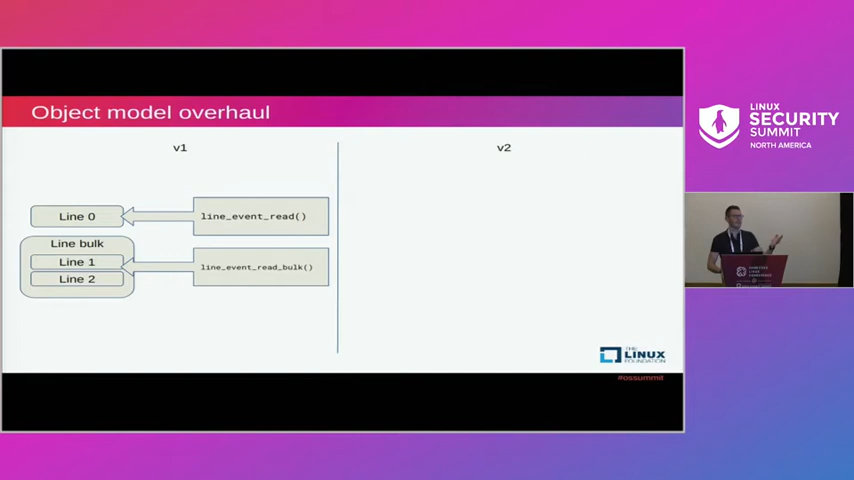 Object model overhaul
v1
v2
Line 0
line_event_read()
Line bulk
Line 1
line_event_read_bulk()
Line 2
THE
LINUX
FOUNDATION
#ossummit
LINUX
SECURITY
SUMMIT
NORTH AMERICA